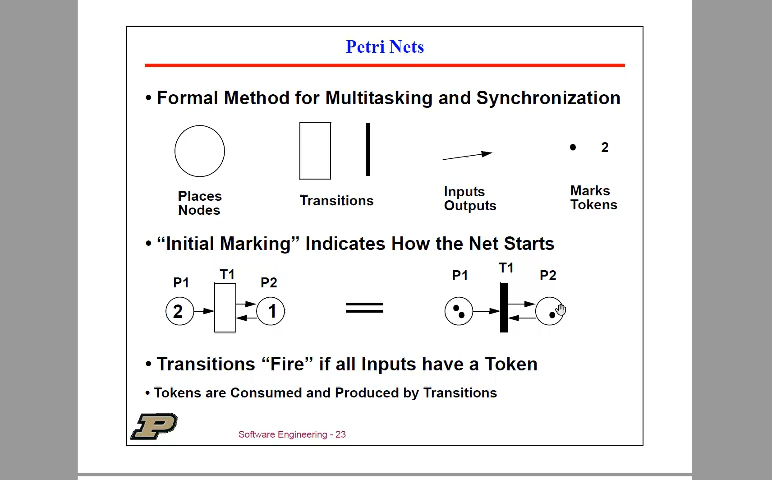 Petri Nets
• Formal Method for Multitasking and Synchronization
2
Places
Nodes
Transitions
Inputs
Outputs
Marks
Tokens
• “Initial Marking” Indicates How the Net Starts
P1 T1 P2
2 1
P1 T1 P2
• Transitions “Fire” if all Inputs have a Token
• Tokens are Consumed and Produced by Transitions
P
Software Engineering - 23